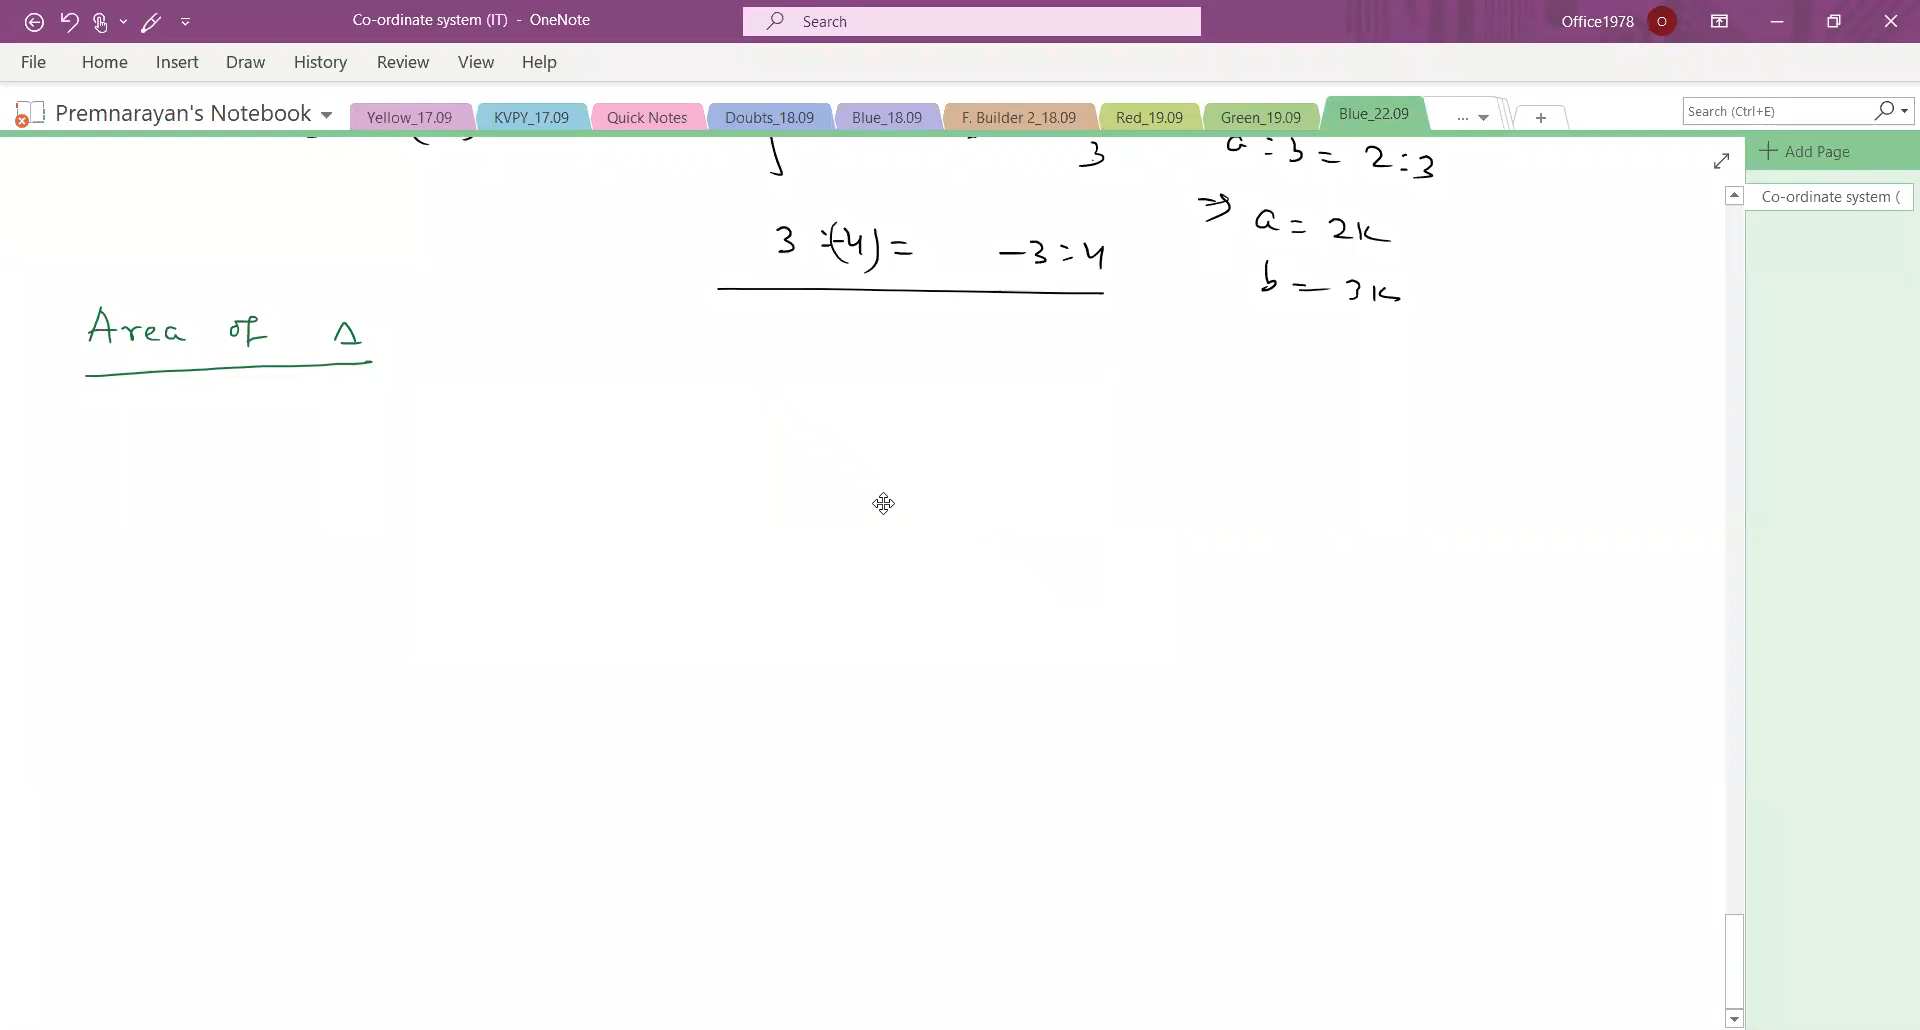 Co-ordinate system (IT) - OneNote
Search
Office1978
O
File Home Insert Draw History Review View Help
Premnarayan's Notebook
Yellow_17.09
KVPY_17.09
Quick Notes
Doubts_18.09
Blue_18.09
F. Builder 2_18.09
Red_19.09
Green_19.09
Blue_22.09
...
+
Search (Ctrl+E)
+ Add Page
Co-ordinate system (
3
a : b = 2 : 3
⇒ a = 2k
3 : (-4) = -3 : 4
b = 3k
Area of Δ